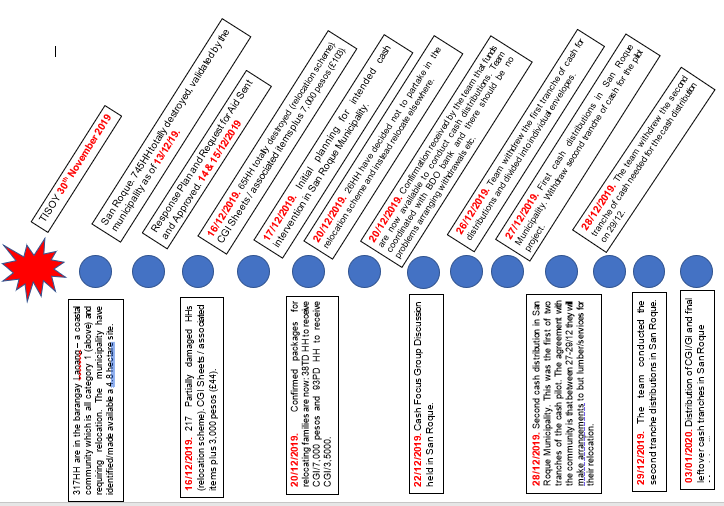 TISOY 30th November 2019
San Roque. 745HH totally destroyed, validated by the
municipality as of 13/12/19.
Response Plan and Request for Aid Sent
and Approved. 14 & 15/12/2019
16/12/2019. 65HH totally destroyed (relocation scheme)
CGI Sheets / associated items plus 7,000 pesos (£103).
17/12/2019. Initial planning for intended cash
intervention in San Roque Municipality.
20/12/2019. 26HH have decided not to partake in the
relocation scheme and instead relocate elsewhere.
20/12/2019. Confirmation received by the team that funds
are now available to conduct cash distributions. Team
coordinated with BDO bank and there should be no
problems arranging withdrawals etc.
26/12/2019. Team withdrew the first tranche of cash for
distributions and divided into individual envelopes.
27/12/2019. First cash distributions in San Roque
Municipality. Withdraw second tranche of cash for the pilot
project.
28/12/2019. The team withdrew the second
tranche of cash needed for the cash distribution
on 29/12.
317HH are in the barangay Laoang – a coastal
community which is all category 1 (above) and
requiring relocation. The municipality have
identified/made available a 4.8 hectare site.
16/12/2019. 217 Partially damaged HHs
(relocation scheme). CGI Sheets / associated
items plus 3,000 pesos (£44).
20/12/2019. Confirmed packages for
relocating families are now: 38TD HH to receive
CGI/7,000 pesos and 93PD HH to receive
CGI/3,5000.
22/12/2019. Cash Focus Group Discussion
held in San Roque.
28/12/2019. Second cash distribution in San
Roque Municipality. This was the first of two
tranches of the cash pilot. The agreement with
the community is that between 27-29/12 they will
make arrangements to but lumber/services for
their relocation.
29/12/2019. The team conducted the
second tranche distributions in San Roque.
03/01/2020. Distribution of CGI/GI and final
leftover cash tranches in San Roque